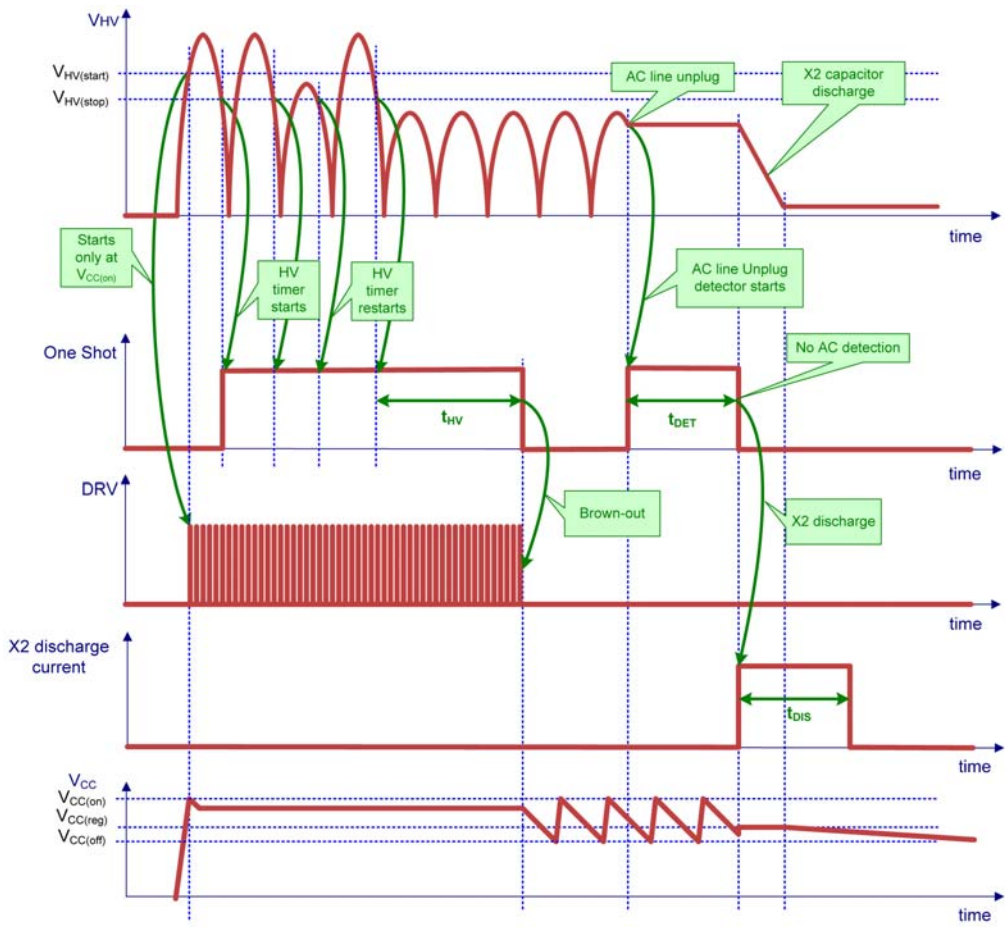 VHV
VHV(start)
VHV(stop)
AC line unplug
X2 capacitor
discharge
time
Starts
only at
VCC(on)
HV
timer
starts
HV
timer
restarts
AC line Unplug
detector starts
One Shot
No AC detection
tHV
tDET
time
DRV
Brown-out
X2 discharge
time
X2 discharge
current
tDIS
time
VCC
VCC(on)
VCC(reg)
VCC(off)
time